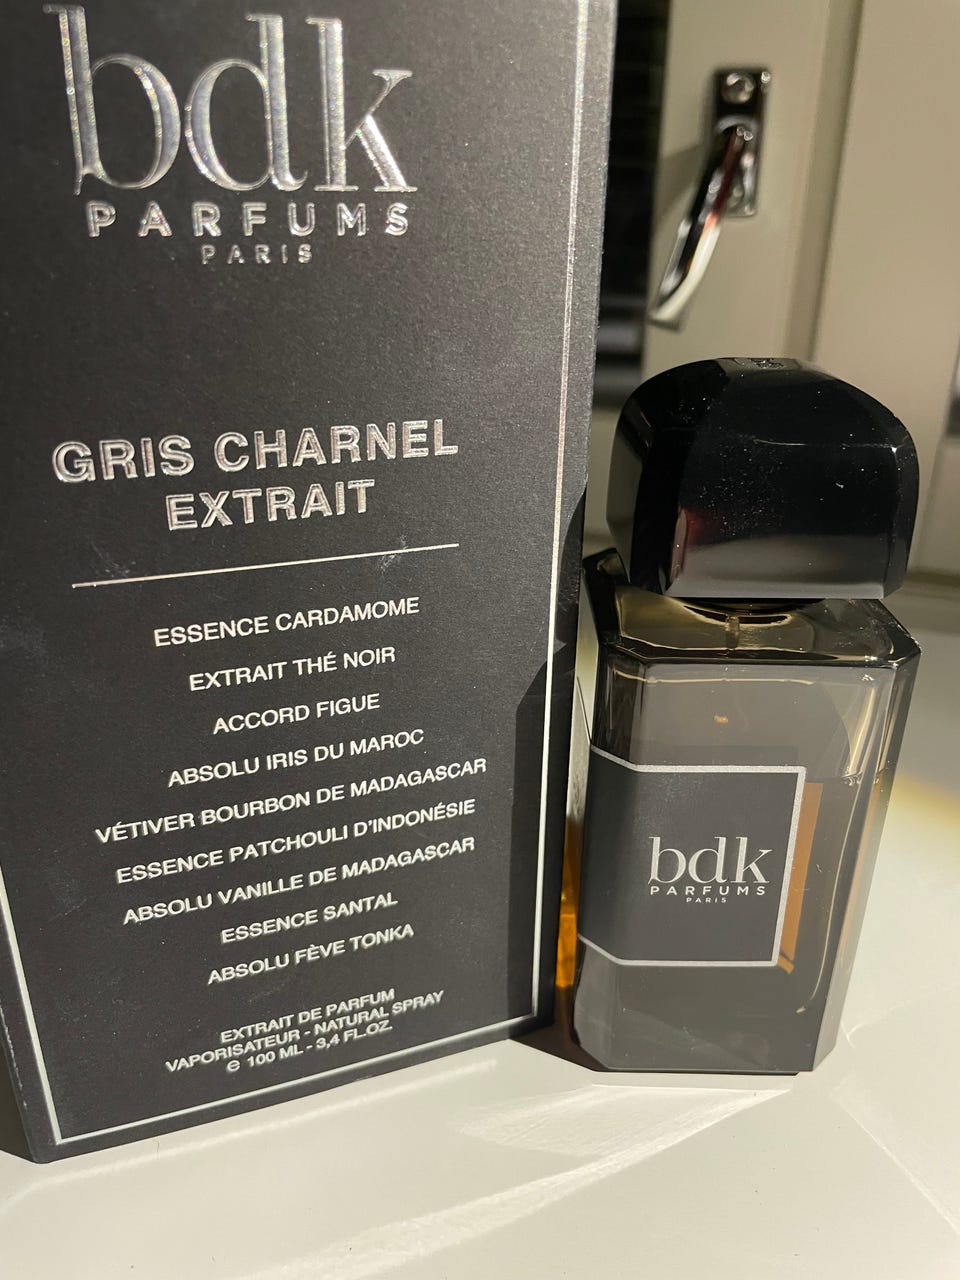 bdk
PARFUMS
PARIS
GRIS CHARNEL
EXTRAIT
ESSENCE CARDAMOME
EXTRAIT THÉ NOIR
ACCORD FIGUE
ABSOLU IRIS DU MAROC
VÉTIVER BOURBON DE MADAGASCAR
ESSENCE PATCHOULI D'INDONÉSIE
ABSOLU VANILLE DE MADAGASCAR
ESSENCE SANTAL
ABSOLU FÈVE TONKA
EXTRAIT DE PARFUM
VAPORISATEUR - NATURAL SPRAY
℮ 100 ML - 3,4 FL.OZ.
bdk
PARFUMS
PARIS